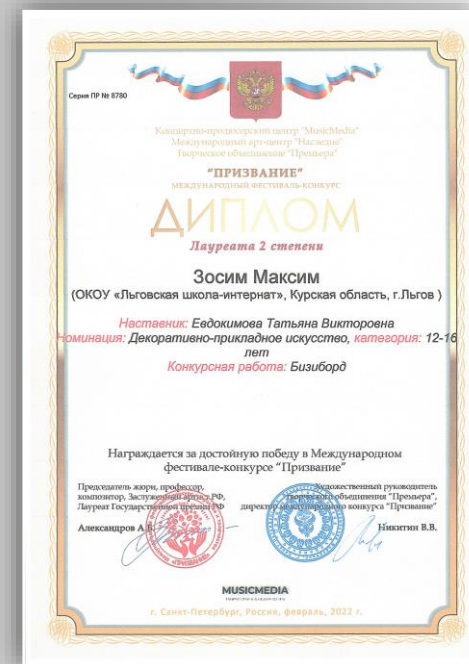 Серия ПР № 8780
Концертно-продюсерский центр "MusicMedia"
Международный арт-центр "Наследие"
Творческое объединение "Премьера"
"ПРИЗВАНИЕ"
МЕЖДУНАРОДНЫЙ ФЕСТИВАЛЬ-КОНКУРС
ДИПЛОМ
Лауреата 2 степени
Зосим Максим
(ОКОУ «Льговская школа-интернат», Курская область, г.Льгов )
Наставник: Евдокимова Татьяна Викторовна
Номинация: Декоративно-прикладное искусство, категория: 12-16
лет
Конкурсная работа: Бизиборд
Награждается за достойную победу в Международном
фестивале-конкурсе "Призвание"
Председатель жюри, профессор,
композитор, Заслуженный артист РФ,
Лауреат Государственной премии РФ
Александров А.Б.
Художественный руководитель
творческого объединения "Премьера",
директор международного конкурса "Призвание"
Никитин В.В.
"ПРИЗВАНИЕ"
MUSICMEDIA
г. Санкт-Петербург, Россия, февраль, 2022 г.